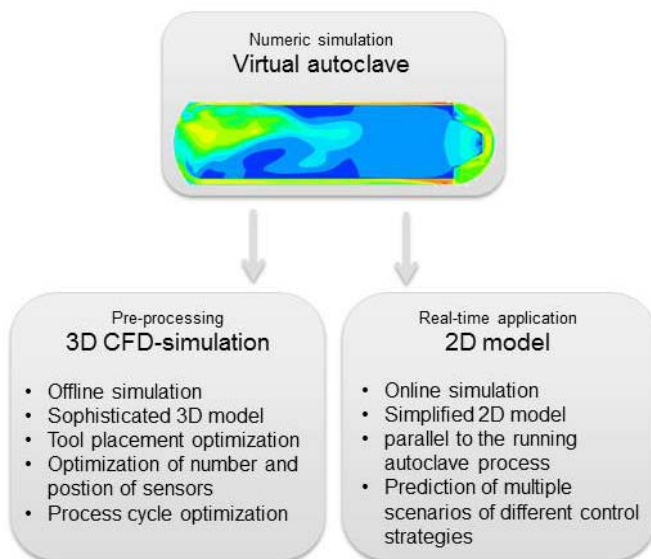 Numeric simulation
Virtual autoclave
Pre-processing
3D CFD-simulation
• Offline simulation
• Sophisticated 3D model
• Tool placement optimization
• Optimization of number and
postion of sensors
• Process cycle optimization
Real-time application
2D model
• Online simulation
• Simplified 2D model
• parallel to the running
autoclave process
• Prediction of multiple
scenarios of different control
strategies